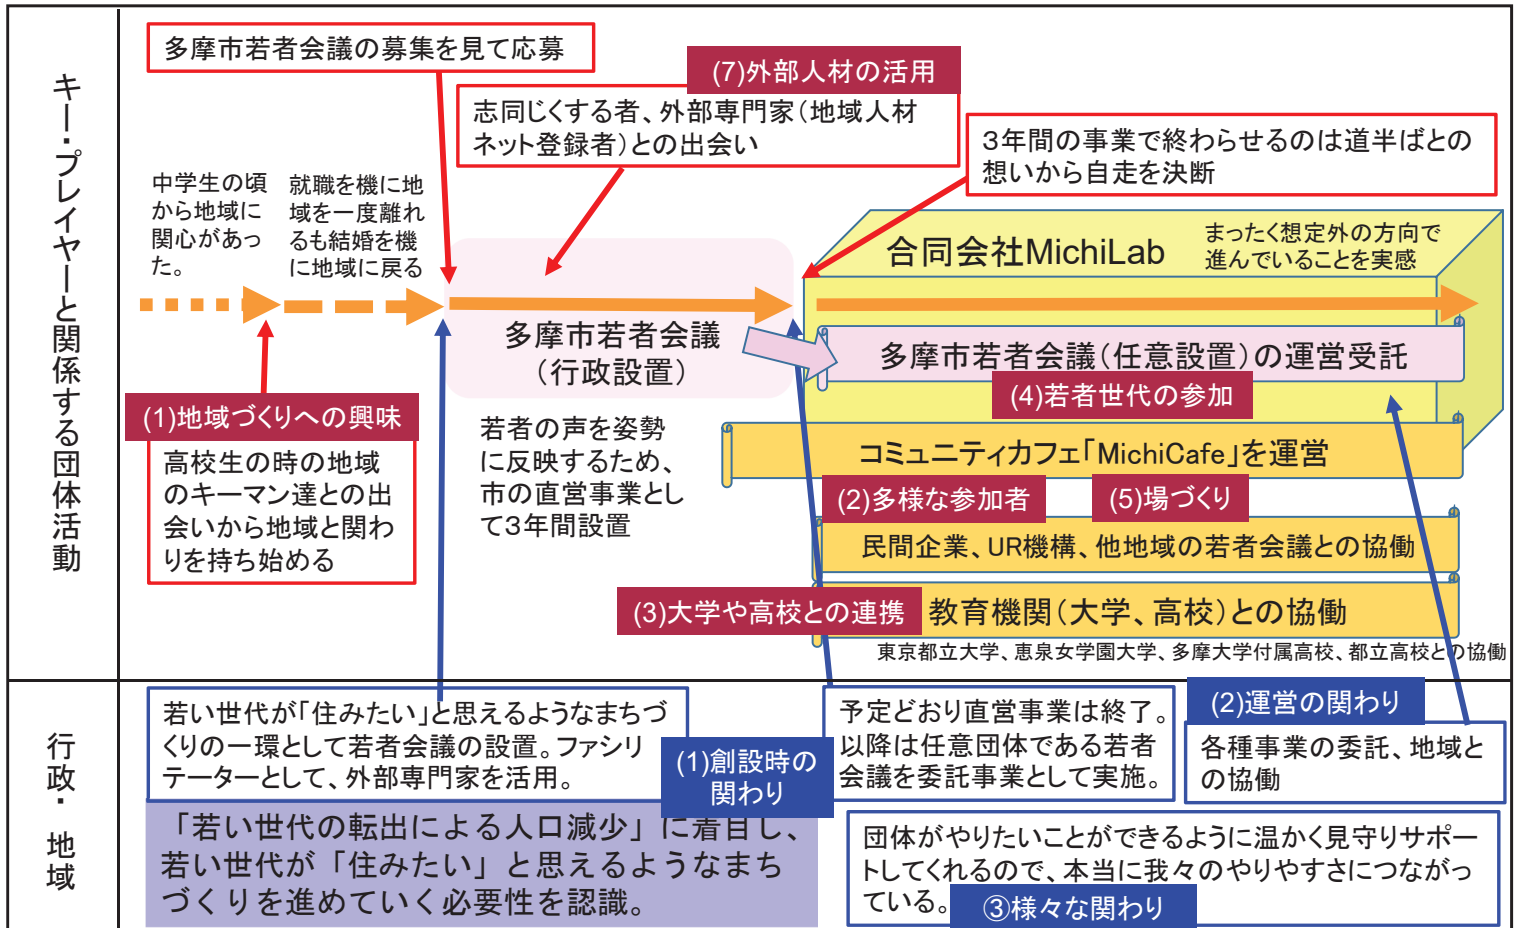 キー・プレイヤーと関係する団体活動
多摩市若者会議の募集を見て応募
(7)外部人材の活用
志同じくする者、外部専門家(地域人材
ネット登録者)との出会い
3年間の事業で終わらせるのは道半ばとの
想いから自走を決断
中学生の頃
から地域に
関心があっ
た。
就職を機に地
域を一度離れ
るも結婚を機
に地域に戻る
合同会社MichiLab
まったく想定外の方向で
進んでいることを実感
多摩市若者会議
(行政設置)
多摩市若者会議(任意設置)の運営受託
(4)若者世代の参加
(1)地域づくりへの興味
高校生の時の地域
のキーマン達との出
会いから地域と関わ
りを持ち始める
若者の声を姿勢
に反映するため、
市の直営事業とし
て3年間設置
コミュニティカフェ「MichiCafe」を運営
(2)多様な参加者
(5)場づくり
民間企業、UR機構、他地域の若者会議との協働
(3)大学や高校との連携
教育機関(大学、高校)との協働
東京都立大学、恵泉女学園大学、多摩大学付属高校、都立高校との協働
行政・地域
若い世代が「住みたい」と思えるようなまちづ
くりの一環として若者会議の設置。ファシリ
テーターとして、外部専門家を活用。
(1)創設時の
関わり
予定どおり直営事業は終了。
以降は任意団体である若者
会議を委託事業として実施。
(2)運営の関わり
各種事業の委託、地域と
の協働
「若い世代の転出による人口減少」に着目し、
若い世代が「住みたい」と思えるようなまち
づくりを進めていく必要性を認識。
団体がやりたいことができるように温かく見守りサポー
トしてくれるので、本当に我々のやりやすさにつながっ
ている。
③様々な関わり